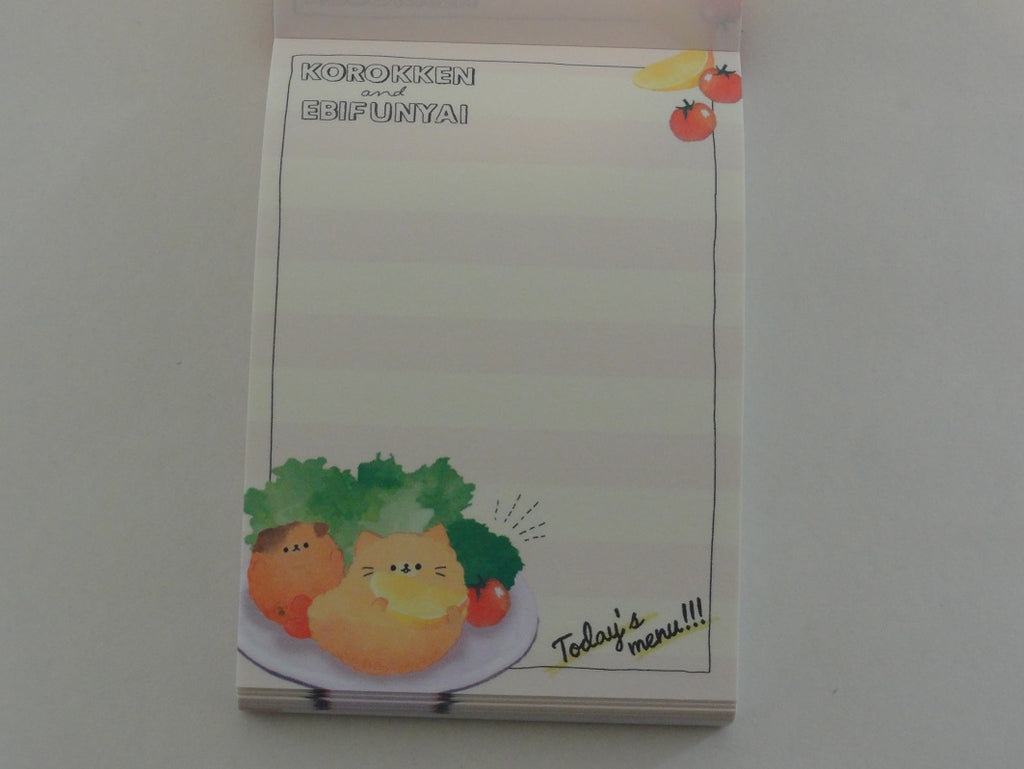 KOROKKEN
and
EBIFUNYAI
Today's
menu!!!